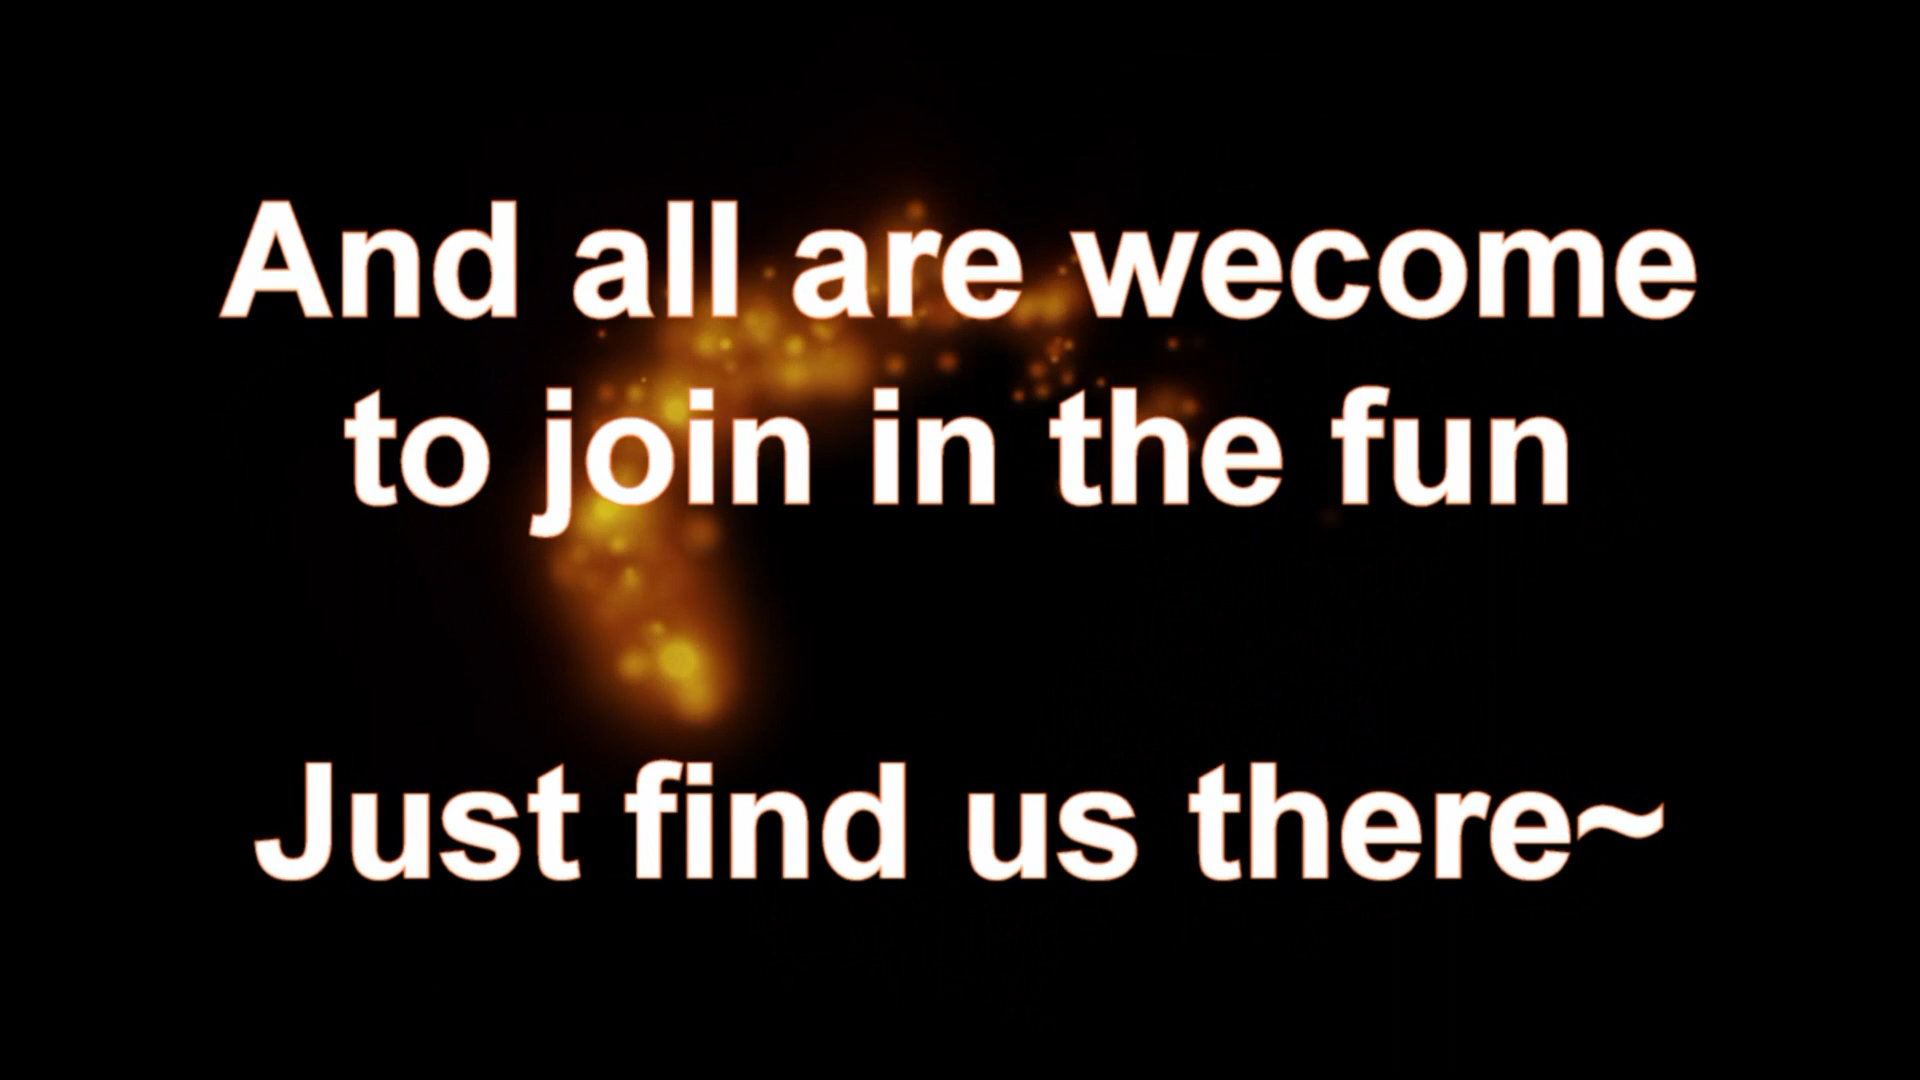 And all are wecome
to join in the fun
Just find us there~